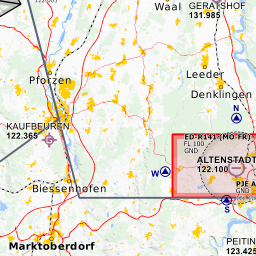 Waal
GERATSHOF
131.985
Pforzen
Leeder
Denklingen
N
KAUFBEUREN
122.365
G
ED-R141 (MO-FR)
FL 100
GND
ALTENSTADT
122.100
W
PJE A
GND
Biessenhofen
S
Marktoberdorf
PEITIN
123.425